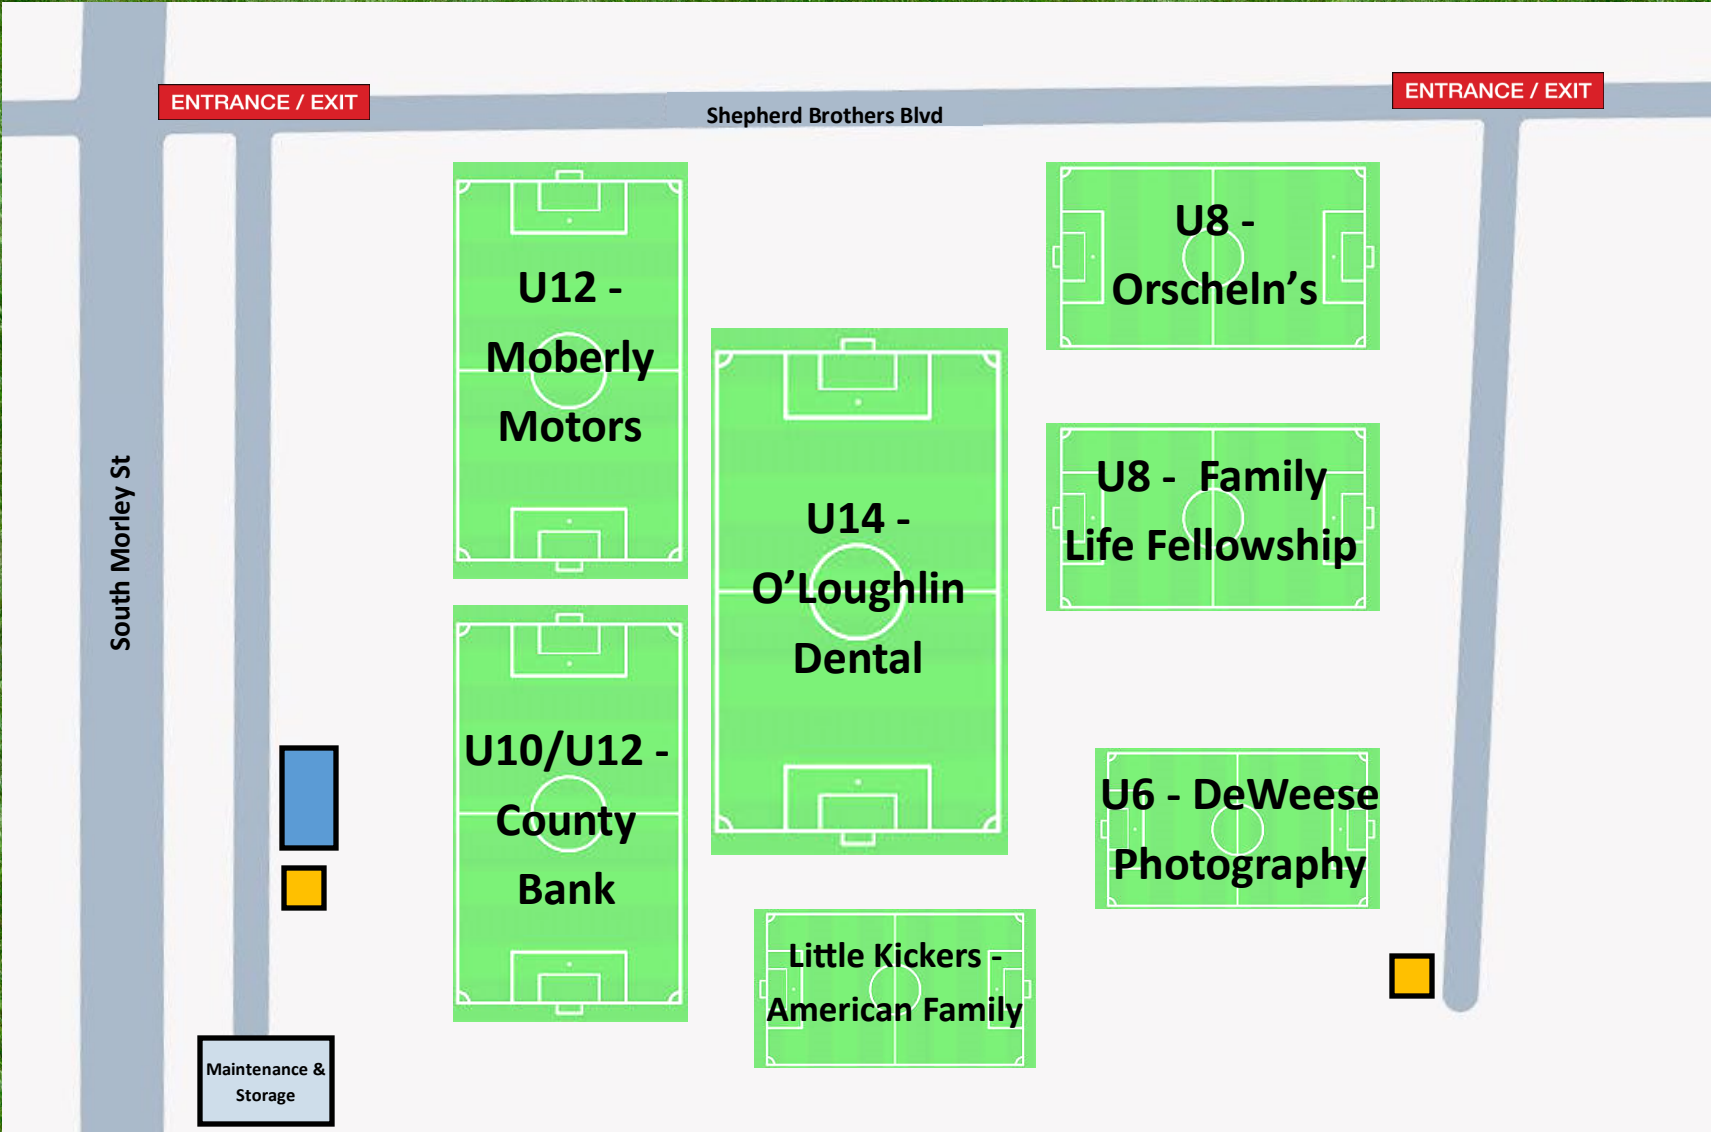 ENTRANCE / EXIT
ENTRANCE / EXIT
Shepherd Brothers Blvd
South Morley St
U12 -
Moberly
Motors
U14 -
O’Loughlin
Dental
U8 -
Orscheln’s
U8 -  Family
Life Fellowship
U10/U12 -
County
Bank
U6 - DeWeese
Photography
Little Kickers -
American Family
Maintenance &
Storage